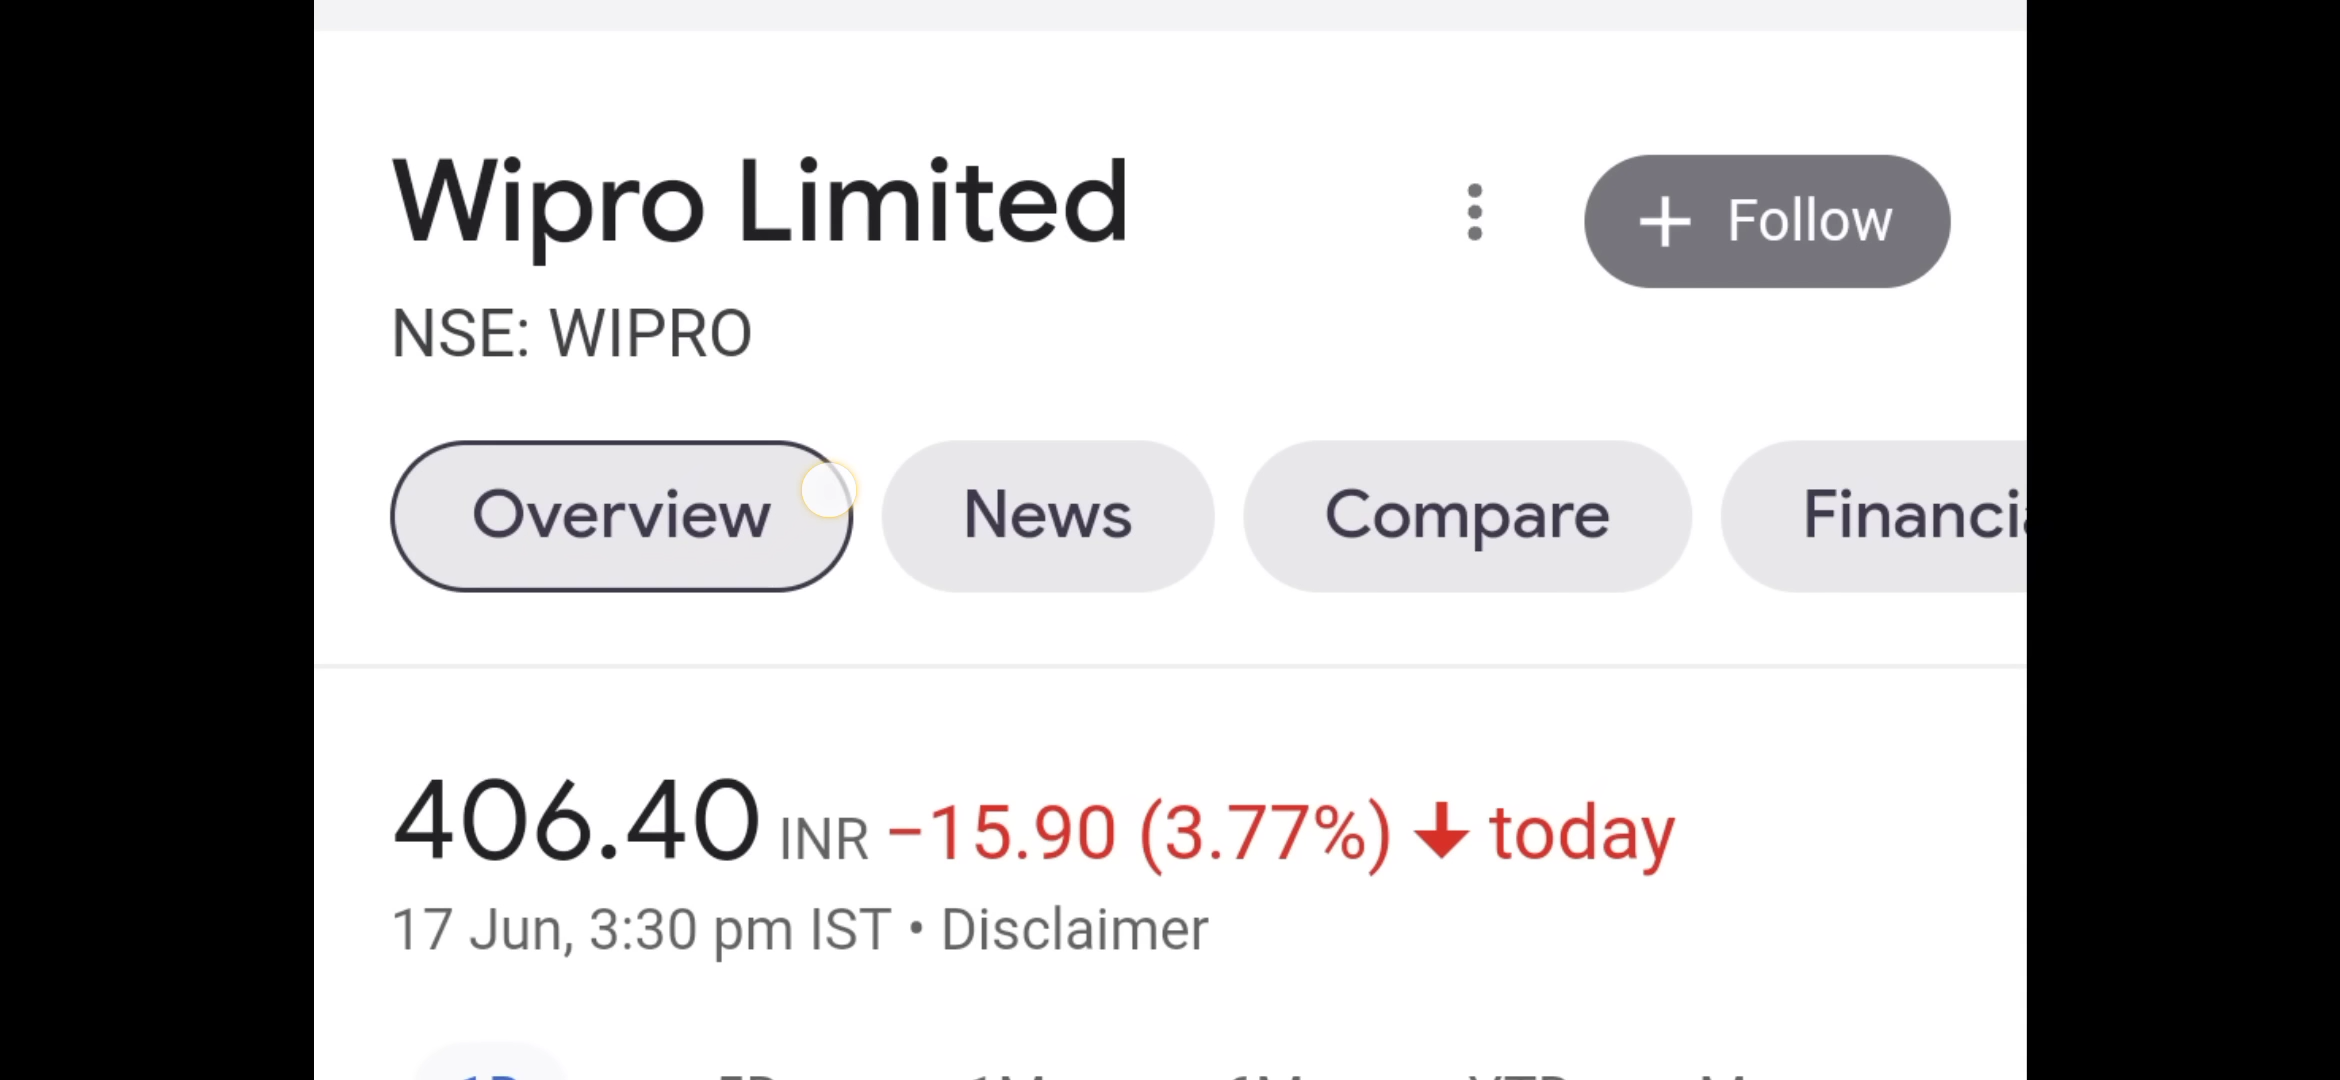 Wipro Limited
+ Follow
NSE: WIPRO
Overview News Compare Financia
406.40 INR −15.90 (3.77%) ↓ today
17 Jun, 3:30 pm IST • Disclaimer